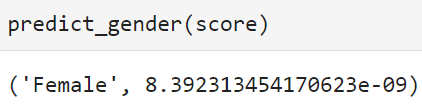 predict_gender(score)
('Female', 8.392313454170623e-09)